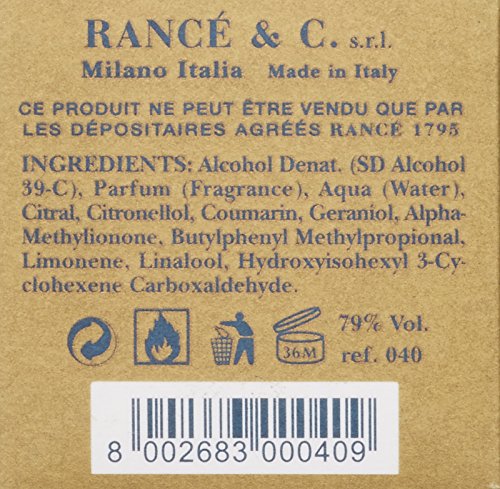 RANCÉ & C. s.r.l.
Milano Italia Made in Italy
CE PRODUIT NE PEUT ÊTRE VENDU QUE PAR
LES DÉPOSITAIRES AGRÉÉS RANCÉ 1795
INGREDIENTS: Alcohol Denat. (SD Alcohol
39-C), Parfum (Fragrance), Aqua (Water),
Citral, Citronellol, Coumarin, Geraniol, Alpha-
Methylionone, Butylphenyl Methylpropional,
Limonene, Linalool, Hydroxyisohexyl 3-Cy-
clohexene Carboxaldehyde.
36M
79% Vol.
ref. 040
8 002683 000409